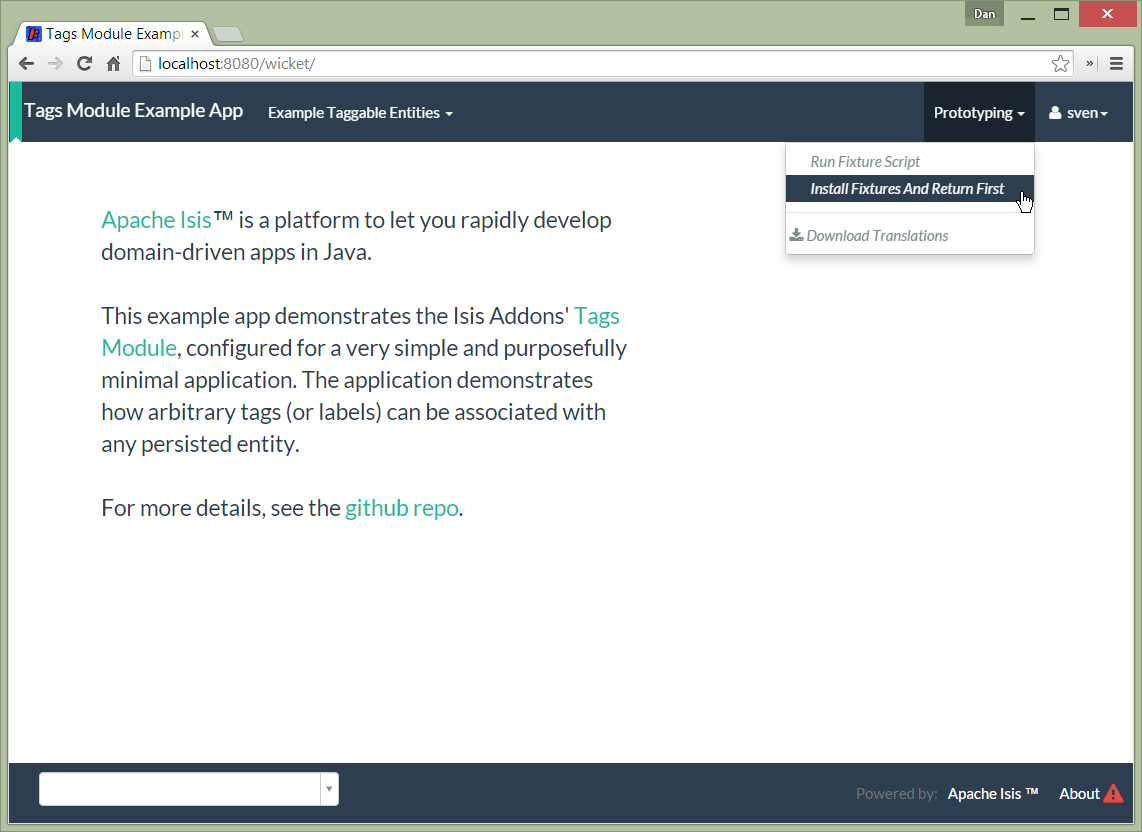 Dan
Tags Module Exampl
localhost:8080/wicket/
Tags Module Example App Example Taggable Entities Prototyping sven
Run Fixture Script
Install Fixtures And Return First
Download Translations
Apache Isis™ is a platform to let you rapidly develop
domain-driven apps in Java.
This example app demonstrates the Isis Addons' Tags
Module, configured for a very simple and purposefully
minimal application. The application demonstrates
how arbitrary tags (or labels) can be associated with
any persisted entity.
For more details, see the github repo.
Powered by: Apache Isis ™ About